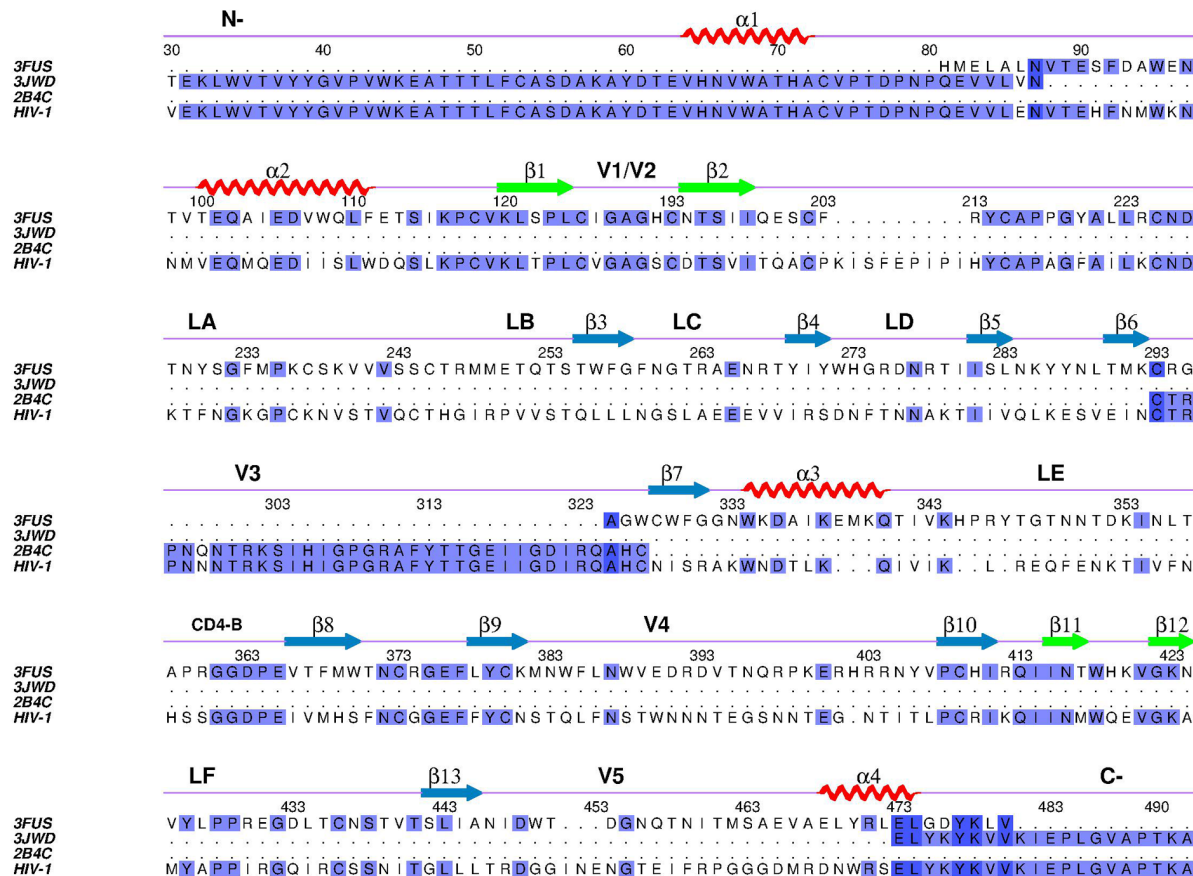 N- α1
30 40 50 60 70 80 90
3FUS HMELALNVTESFDAWEN
3JWD TEKLWVTVYYGVPVWKEATTTLFCASDAKAYDTEVHNVWATHACVPTDPNPQEVVLVN..........
2B4C ....................................................................
HIV-1 VEKLWVTVYYGVPVWKEATTTLFCASDAKAYDTEVHNVWATHACVPTDPNPQEVVLENVTEHFNMWKN
α2 β1 V1/V2 β2
100 110 120 193 203 213 223
3FUS TVTEQAIEDVWQLFETSIKPCVKLSPLCIGAGHCNTSIIQESCF.........RYCAPPGYALLRCND
3JWD ....................................................................
2B4C ....................................................................
HIV-1 NMVEQMQEDIISLWDQSLKPCVKLTPLCVGAGSCDTSVITQACPKISFEPIPIHYCAPAGFAILKCND
LA LB β3 LC β4 LD β5 β6
233 243 253 263 273 283 293
3FUS TNYSGFMPKCSKVVVSSCTRMMETQTSTWFGFNGTRAENRTYIYWHGRDNRTIISLNKYYNLTMKCRG
3JWD ....................................................................
2B4C .................................................................CTR
HIV-1 KTFNGKGPCKNVSTVQCTHGIRPVVSTQLLLNGSLAEEEVVIRSDNFTNNAKTIIVQLKESVEINCTR
V3 β7 α3 LE
303 313 325 333 345 355
3FUS .............................AGWCWFGGNWKDAIKEMKQTIVKHPRYTGTNNTDKINLT
3JWD ....................................................................
2B4C PNQNTRKSIHIGPGRAFYTTGEIIGDIRQAHC....................................
HIV-1 PNNNTRKSIHIGPGRAFYTTGEIIGDIRQAHCNISRAKWNDTLK...QIVIK..L.REQFENKTIVFN
CD4-B β8 β9 V4 β10 β11 β12
363 373 383 393 403 413 423
3FUS APRGGDPEVTFMWTNCRGEFLYCKMNWFLNWVEDRDVTNQRPKERHRRNYVPCHIRQIINTWHKVGKN
3JWD ....................................................................
2B4C ....................................................................
HIV-1 HSSGGDPEIVMHSFNCGGEFFYCNSTQLFNSTWNNNTEGSNNTEG.NTITLPCRIKQIINMWQEVGKA
LF β13 V5 α4 C-
433 443 453 463 473 483 490
3FUS VYLPPREGDLTCNSTVTSLIANIDWT...DGNQTNITMSAEVAELYRLELGDYKLV............
3JWD ................................................ELYKYKVVKIEPLGVAPTKA
2B4C ....................................................................
HIV-1 MYAPPIRGQIRCSSNITGLLLTRDGGINENGTEIFRPGGGDMRDNWRSELYKYKVVKIEPLGVAPTKA